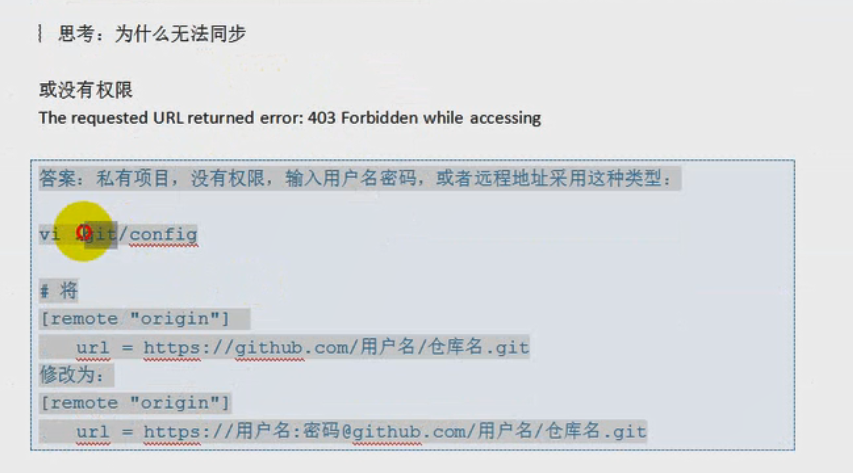 思考：为什么无法同步
或没有权限
The requested URL returned error: 403 Forbidden while accessing
答案：私有项目，没有权限，输入用户名密码，或者远程地址采用这种类型：
vi .git/config
# 将
[remote "origin"]
url = https://github.com/用户名/仓库名.git
修改为：
[remote "origin"]
url = https://用户名:密码@github.com/用户名/仓库名.git